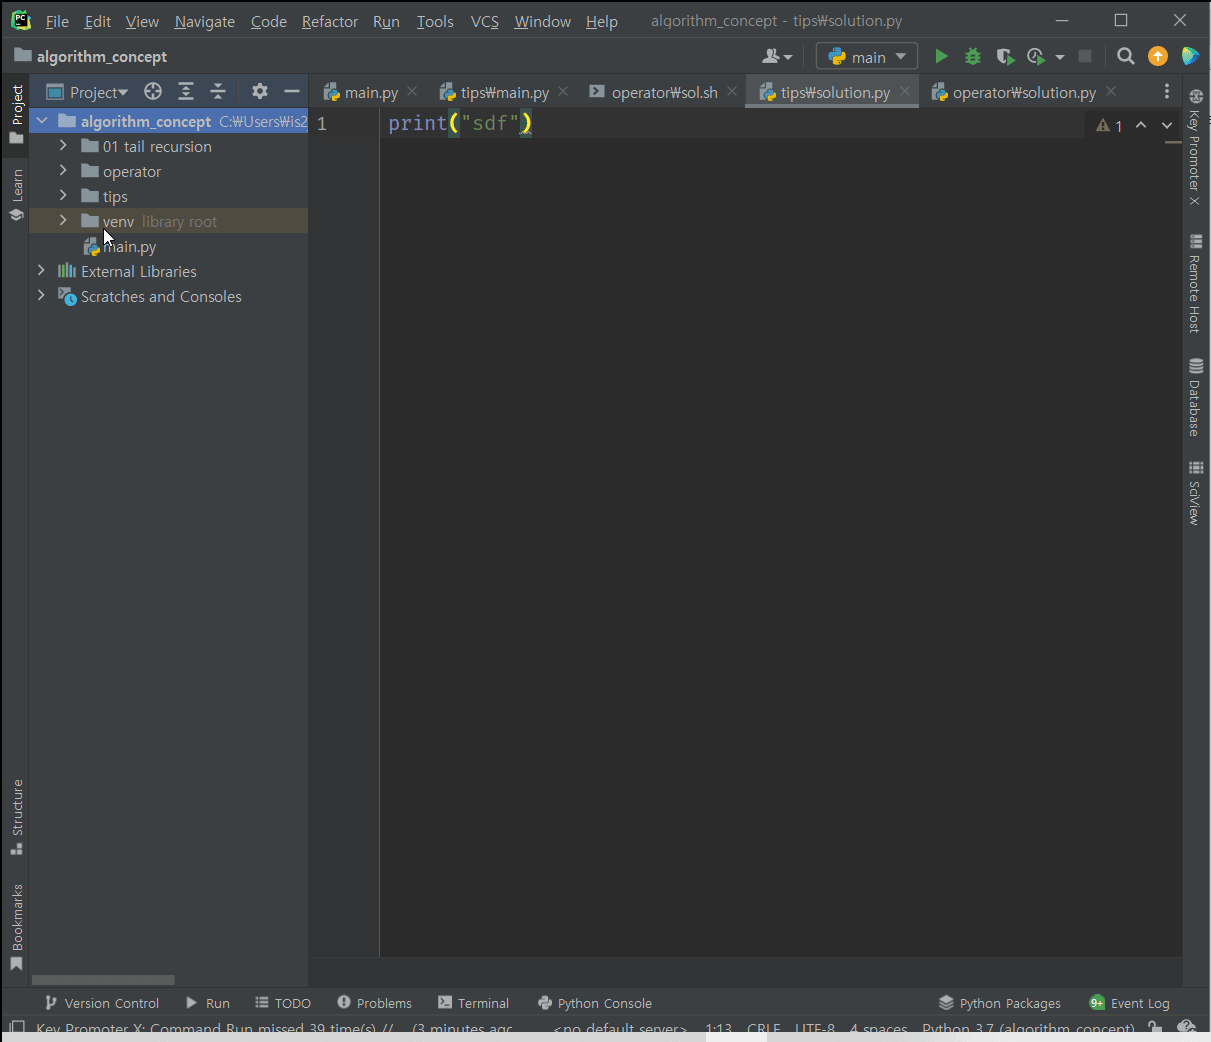 File Edit View Navigate Code Refactor Run Tools VCS Window Help algorithm_concept - tips₩solution.py
algorithm_concept
main
Project
main.py
tips₩main.py
operator₩sol.sh
tips₩solution.py
operator₩solution.py
algorithm_concept C:₩Users₩is2
01 tail recursion
operator
tips
venv library root
main.py
External Libraries
Scratches and Consoles
1 print("sdf")
1
Project
Learn
Structure
Bookmarks
Key Promoter X
Remote Host
Database
SciView
Version Control Run TODO Problems Terminal Python Console Python Packages 9+ Event Log
Key Promoter X: Command Run missed 39 time(s) // ... (3 minutes ago <no default server> 1:13 CRLF UTF-8 4 spaces Python 3.7 (algorithm_concept)